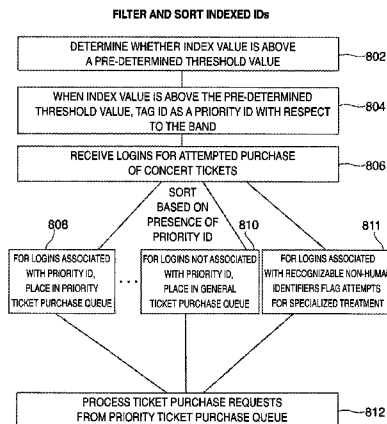 FILTER AND SORT INDEXED IDs
DETERMINE WHETHER INDEX VALUE IS ABOVE
A PRE-DETERMINED THRESHOLD VALUE
802
WHEN INDEX VALUE IS ABOVE THE PRE-DETERMINED
THRESHOLD VALUE, TAG ID AS A PRIORITY ID WITH RESPECT
TO THE BAND
804
RECEIVE LOGINS FOR ATTEMPTED PURCHASE
OF CONCERT TICKETS
806
SORT
BASED ON
PRESENCE OF
PRIORITY ID
808
FOR LOGINS ASSOCIATED
WITH PRIORITY ID,
PLACE IN PRIORITY
TICKET PURCHASE QUEUE
...
810
FOR LOGINS NOT ASSOCIATED
WITH PRIORITY ID,
PLACE IN GENERAL
TICKET PURCHASE QUEUE
811
FOR LOGINS ASSOCIATED
WITH RECOGNIZABLE NON-HUMAN
IDENTIFIERS FLAG ATTEMPTS
FOR SPECIALIZED TREATMENT
PROCESS TICKET PURCHASE REQUESTS
FROM PRIORITY TICKET PURCHASE QUEUE
812